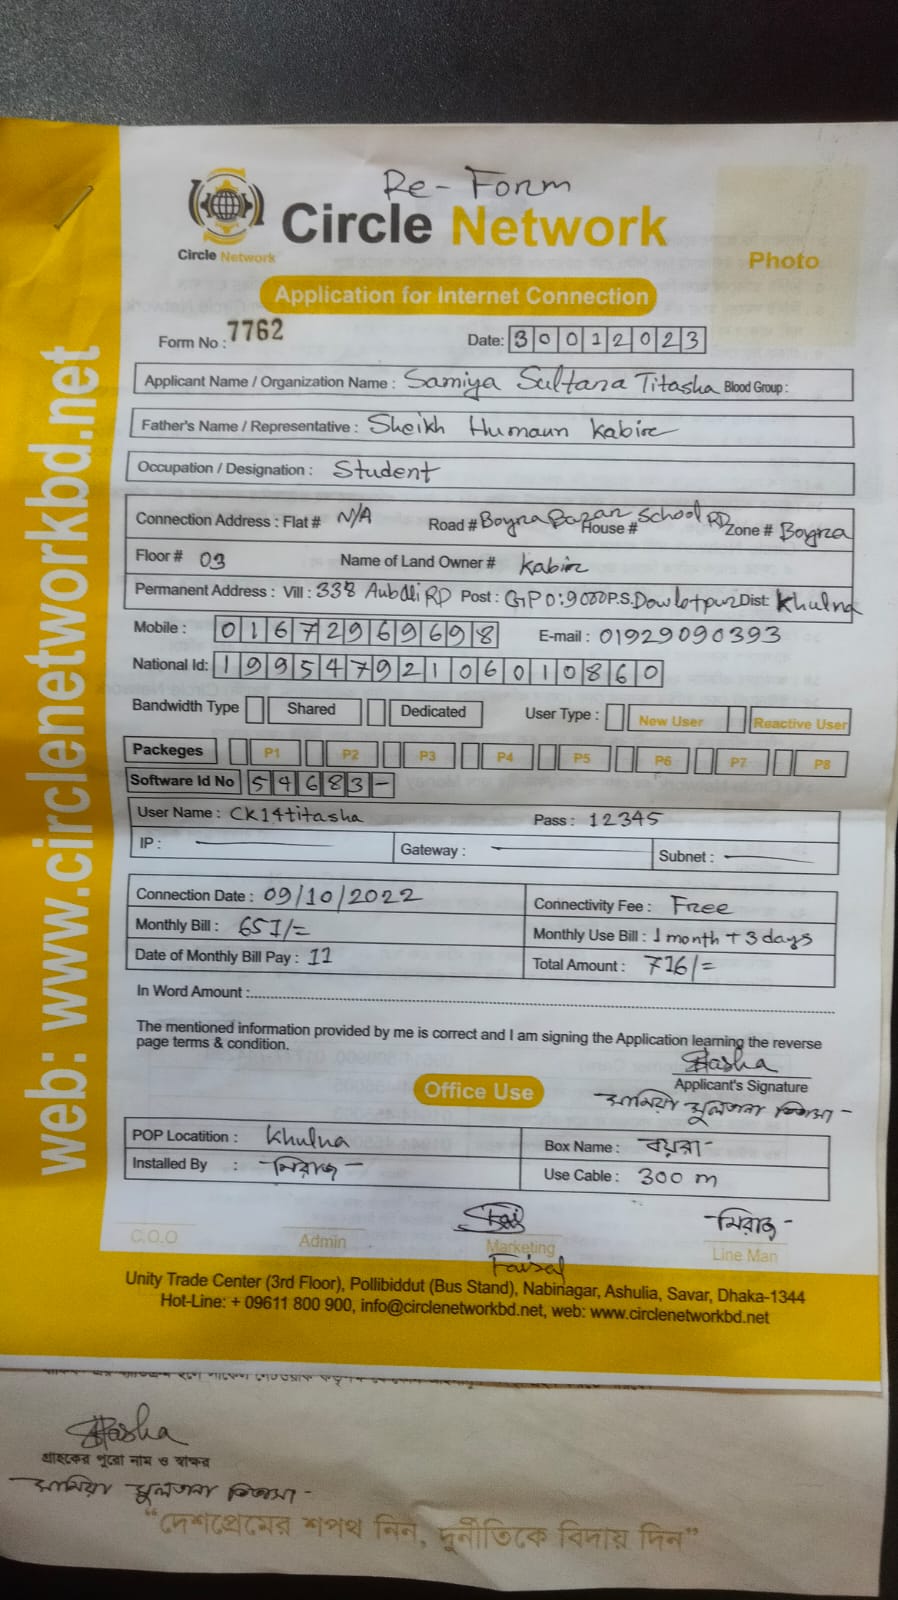 Re-Form
Circle Network
Circle Network
Photo
Application for Internet Connection
Form No : 7762
Date: 30012023
Applicant Name / Organization Name : Samiya Sultana Titasha Blood Group :
Father's Name / Representative : Sheikh Humaun Kabir
Occupation / Designation : Student
Connection Address : Flat # N/A Road # Boyra Bazar School RD House # Zone # Boyra
Floor # 03 Name of Land Owner # Kabir
Permanent Address : Vill : 338 RD Post : GPO:9000 P.S. Dowlotpur Dist: Khulna
Mobile : 01672969698 E-mail : 01929090393
National Id: 19954792106010860
Bandwidth Type Shared Dedicated User Type : New User Reactive User
Packeges P1 P2 P3 P4 P5 P6 P7 P8
Software Id No 54683-
User Name : Ck14titasha Pass : 12345
IP : Gateway : Subnet :
Connection Date : 09/10/2022 Connectivity Fee : Free
Monthly Bill : 651/= Monthly Use Bill : 1 month + 3 days
Date of Monthly Bill Pay : 11 Total Amount : 716/=
In Word Amount :
The mentioned information provided by me is correct and I am signing the Application learning the reverse
page terms & condition.
Applicant's Signature
সামিয়া সুলতানা তিতাসা -
Office Use
POP Locatition : Khulna Box Name : বয়রা-
Installed By : -মিরাজ- Use Cable : 300 m
-মিরাজ-
C.O.O Admin Marketing Line Man
Faisal
Unity Trade Center (3rd Floor), Pollibiddut (Bus Stand), Nabinagar, Ashulia, Savar, Dhaka-1344
Hot-Line: + 09611 800 900, info@circlenetworkbd.net, web: www.circlenetworkbd.net
web: www.circlenetworkbd.net
গ্রাহকের পুরো নাম ও স্বাক্ষর
সামিয়া সুলতানা তিতাসা -
“দেশপ্রেমের শপথ নিন, দুর্নীতিকে বিদায় দিন”